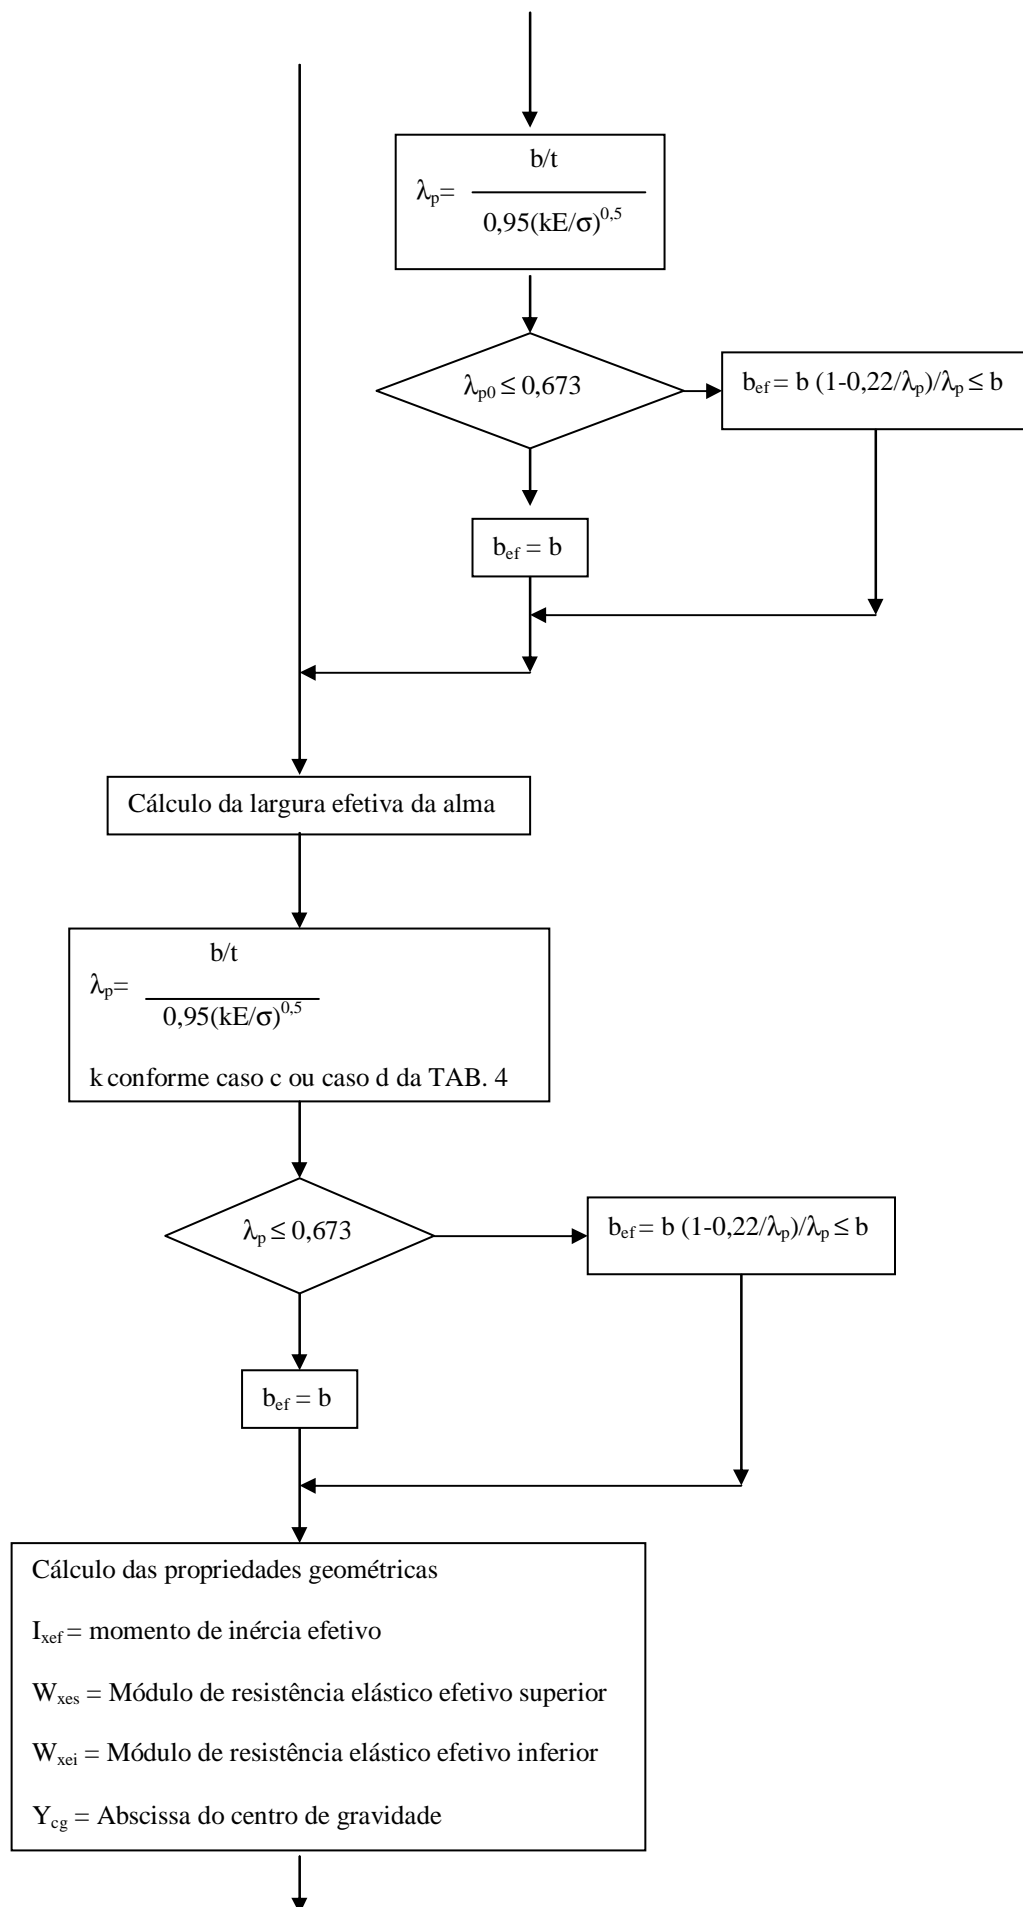 b/t
λp=
0,95(kE/σ)^0,5
λp0 ≤ 0,673
bef = b (1-0,22/λp)/λp ≤ b
bef = b
Cálculo da largura efetiva da alma
b/t
λp=
0,95(kE/σ)^0,5
k conforme caso c ou caso d da TAB. 4
λp ≤ 0,673
bef = b (1-0,22/λp)/λp ≤ b
bef = b
Cálculo das propriedades geométricas
Ixef = momento de inércia efetivo
Wxes = Módulo de resistência elástico efetivo superior
Wxei = Módulo de resistência elástico efetivo inferior
Ycg = Abscissa do centro de gravidade